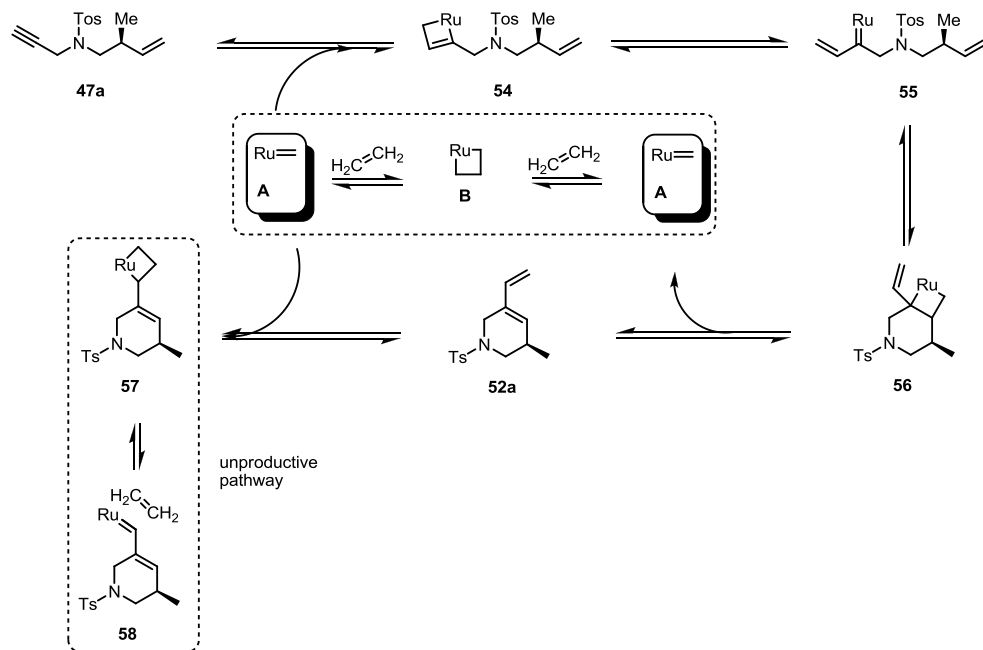 Tos
N
Me
47a
Ru
Tos
N
Me
54
Ru
Tos
N
Me
55
Ru
A
H2C
CH2
Ru
B
H2C
CH2
Ru
A
Ru
N
Ts
57
N
Ts
52a
Ru
N
Ts
56
unproductive
pathway
H2C
CH2
Ru
N
Ts
58